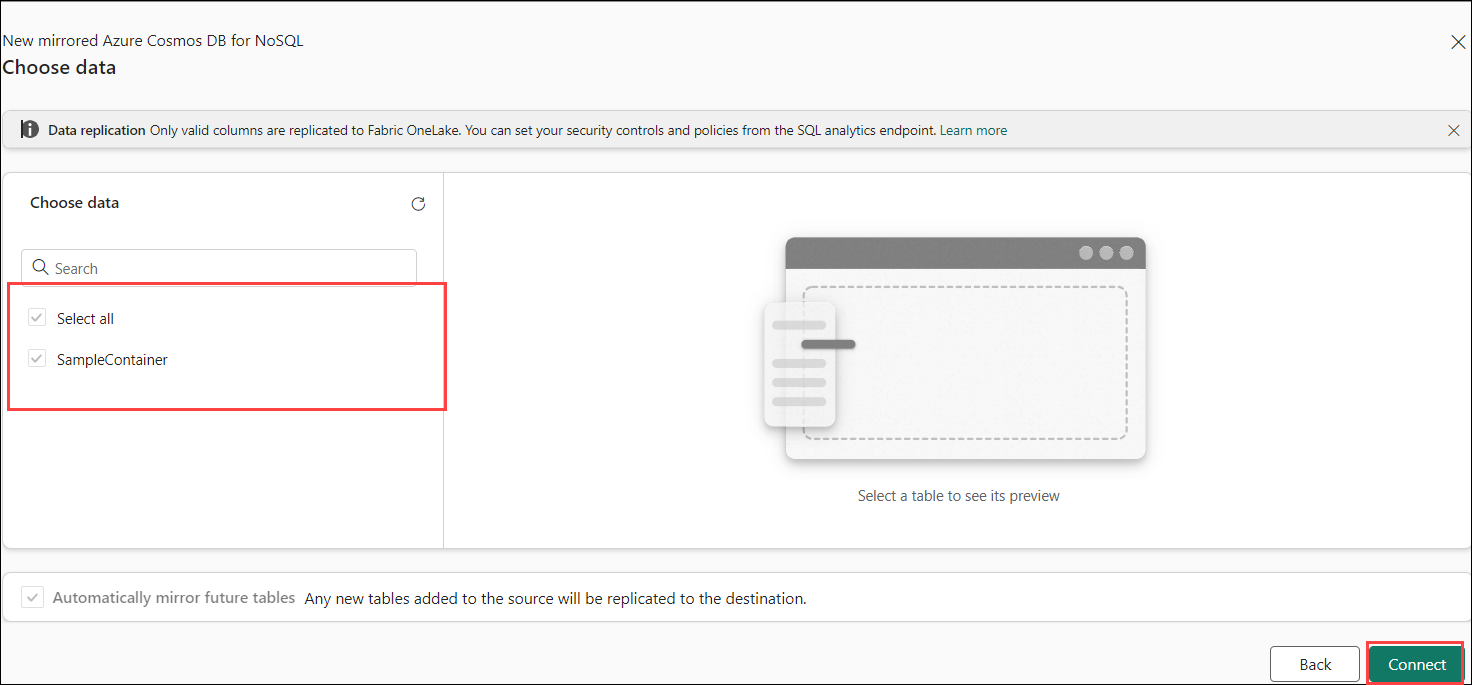 New mirrored Azure Cosmos DB for NoSQL
Choose data
Data replication Only valid columns are replicated to Fabric OneLake. You can set your security controls and policies from the SQL analytics endpoint. Learn more
Choose data
Search
Select all
SampleContainer
Select a table to see its preview
Automatically mirror future tables Any new tables added to the source will be replicated to the destination.
Back Connect